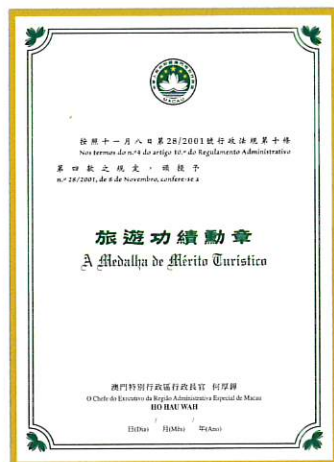 MACAU
按照十一月八日第28/2001號行政法規第十條
Nos termos do n.º4 do artigo 10.º do Regulamento Administrativo
第四款之規定，頒授予
n.º 28/2001, de 8 de Novembro, confere-se a
旅遊功績勳章
A Medalha de Mérito Turístico
澳門特別行政區行政長官 何厚鏵
O Chefe do Executivo da Região Administrativa Especial de Macau
HO HAU WAH
/ /
日(Dia) 月(Mês) 年(Ano)